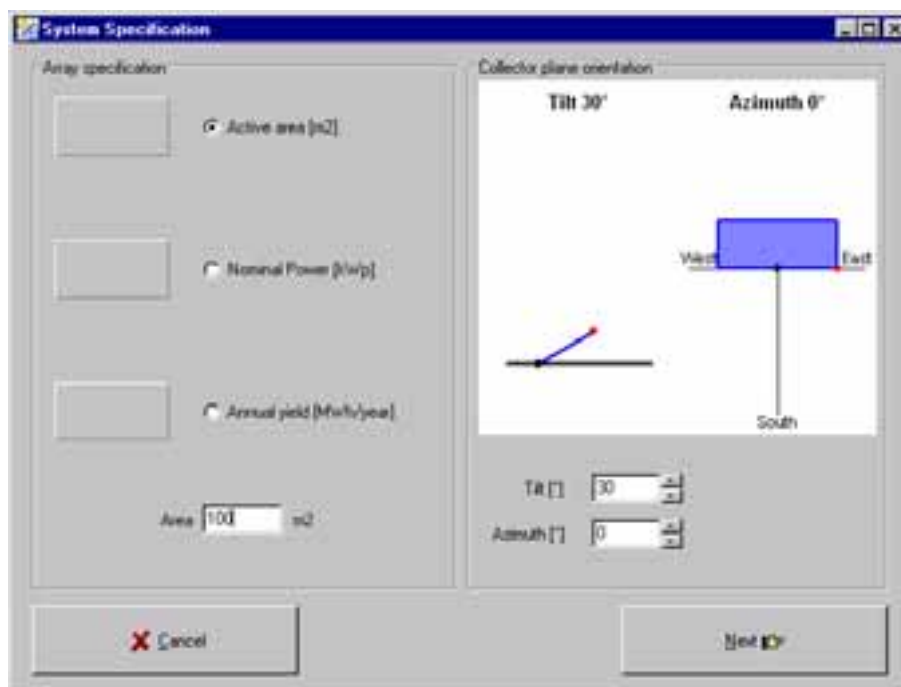 System Specification
Array specification
Active area [m2]
Nominal Power [kWp]
Annual yield [MWh/year]
Area 100 m2
Collector plane orientation
Tilt 30° Azimuth 0°
West East
South
Tilt [°] 30
Azimuth [°] 0
Cancel
Next